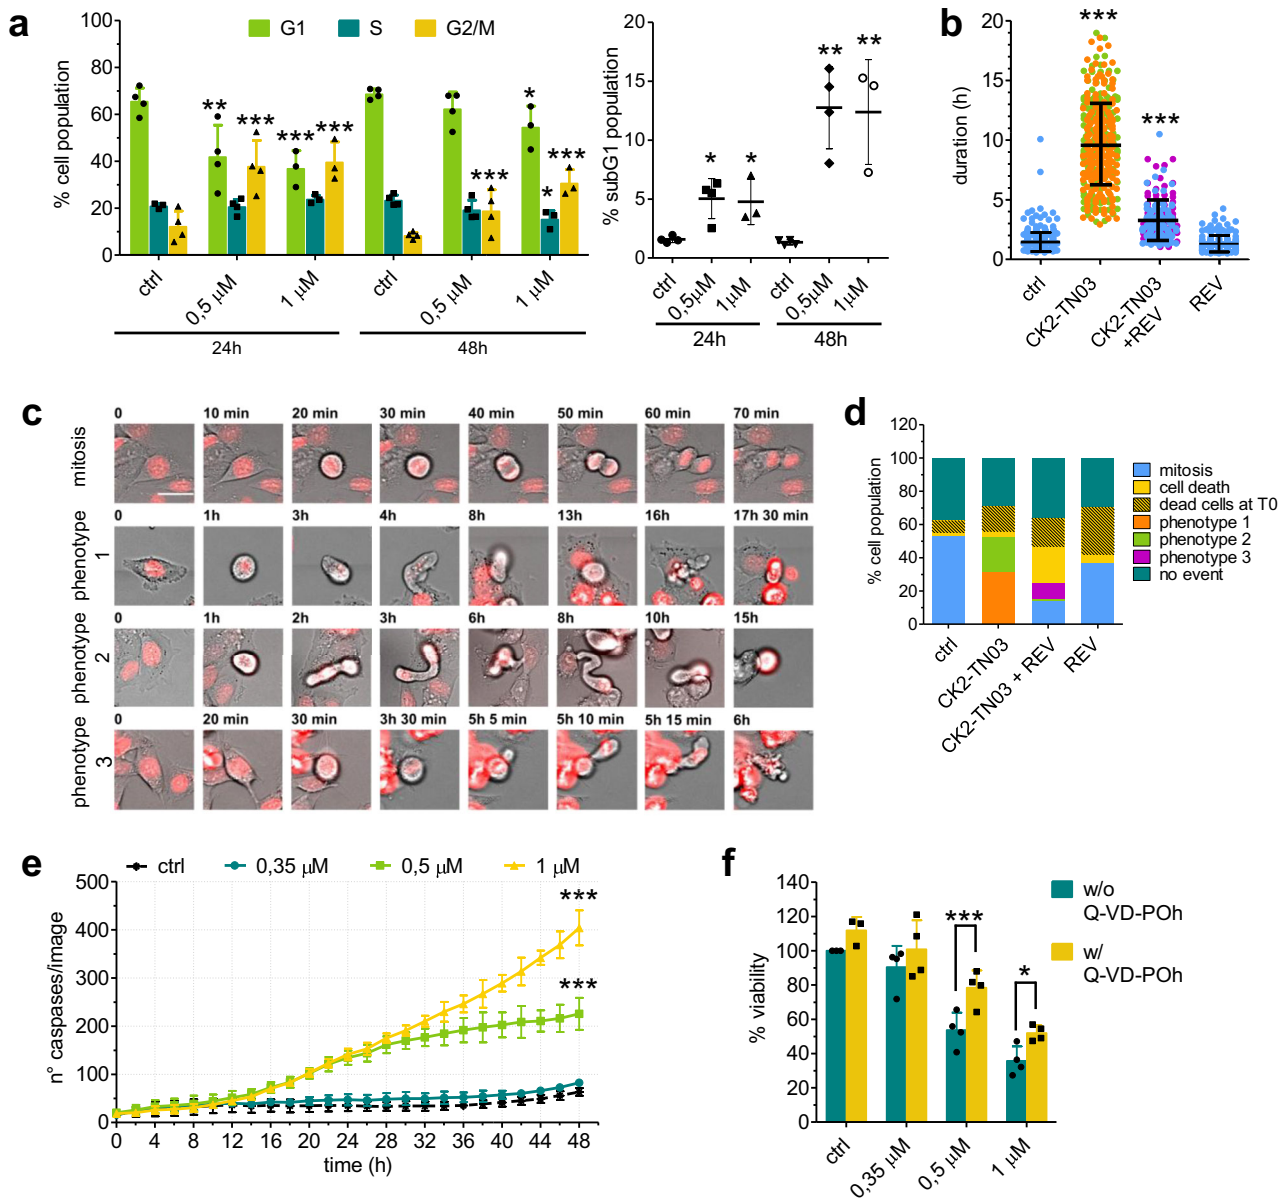 a
G1 S G2/M
% cell population
100
80
60
40
20
0
** *** *** *** *** * * ***
ctrl 0,5 µM 1 µM ctrl 0,5 µM 1 µM
24h 48h
% subG1 population
20
15
10
5
0
* * ** **
ctrl 0,5µM 1µM ctrl 0,5µM 1µM
24h 48h
b
duration (h)
20
15
10
5
0
*** ***
ctrl CK2-TN03 CK2-TN03 +REV REV
c
mitosis
0 10 min 20 min 30 min 40 min 50 min 60 min 70 min
phenotype 1
0 1h 3h 4h 8h 13h 16h 17h 30 min
phenotype 2
0 1h 2h 3h 6h 8h 10h 15h
phenotype 3
0 20 min 30 min 3h 30 min 5h 5 min 5h 10 min 5h 15 min 6h
d
% cell population
120
100
80
60
40
20
0
ctrl CK2-TN03 CK2-TN03 + REV REV
mitosis
cell death
dead cells at T0
phenotype 1
phenotype 2
phenotype 3
no event
e
ctrl 0,35 µM 0,5 µM 1 µM
n° caspases/image
500
400
300
200
100
0
***
***
0 4 8 12 16 20 24 28 32 36 40 44 48
time (h)
f
% viability
140
120
100
80
60
40
20
0
*** *
ctrl 0,35 µM 0,5 µM 1 µM
w/o
Q-VD-POh
w/
Q-VD-POh